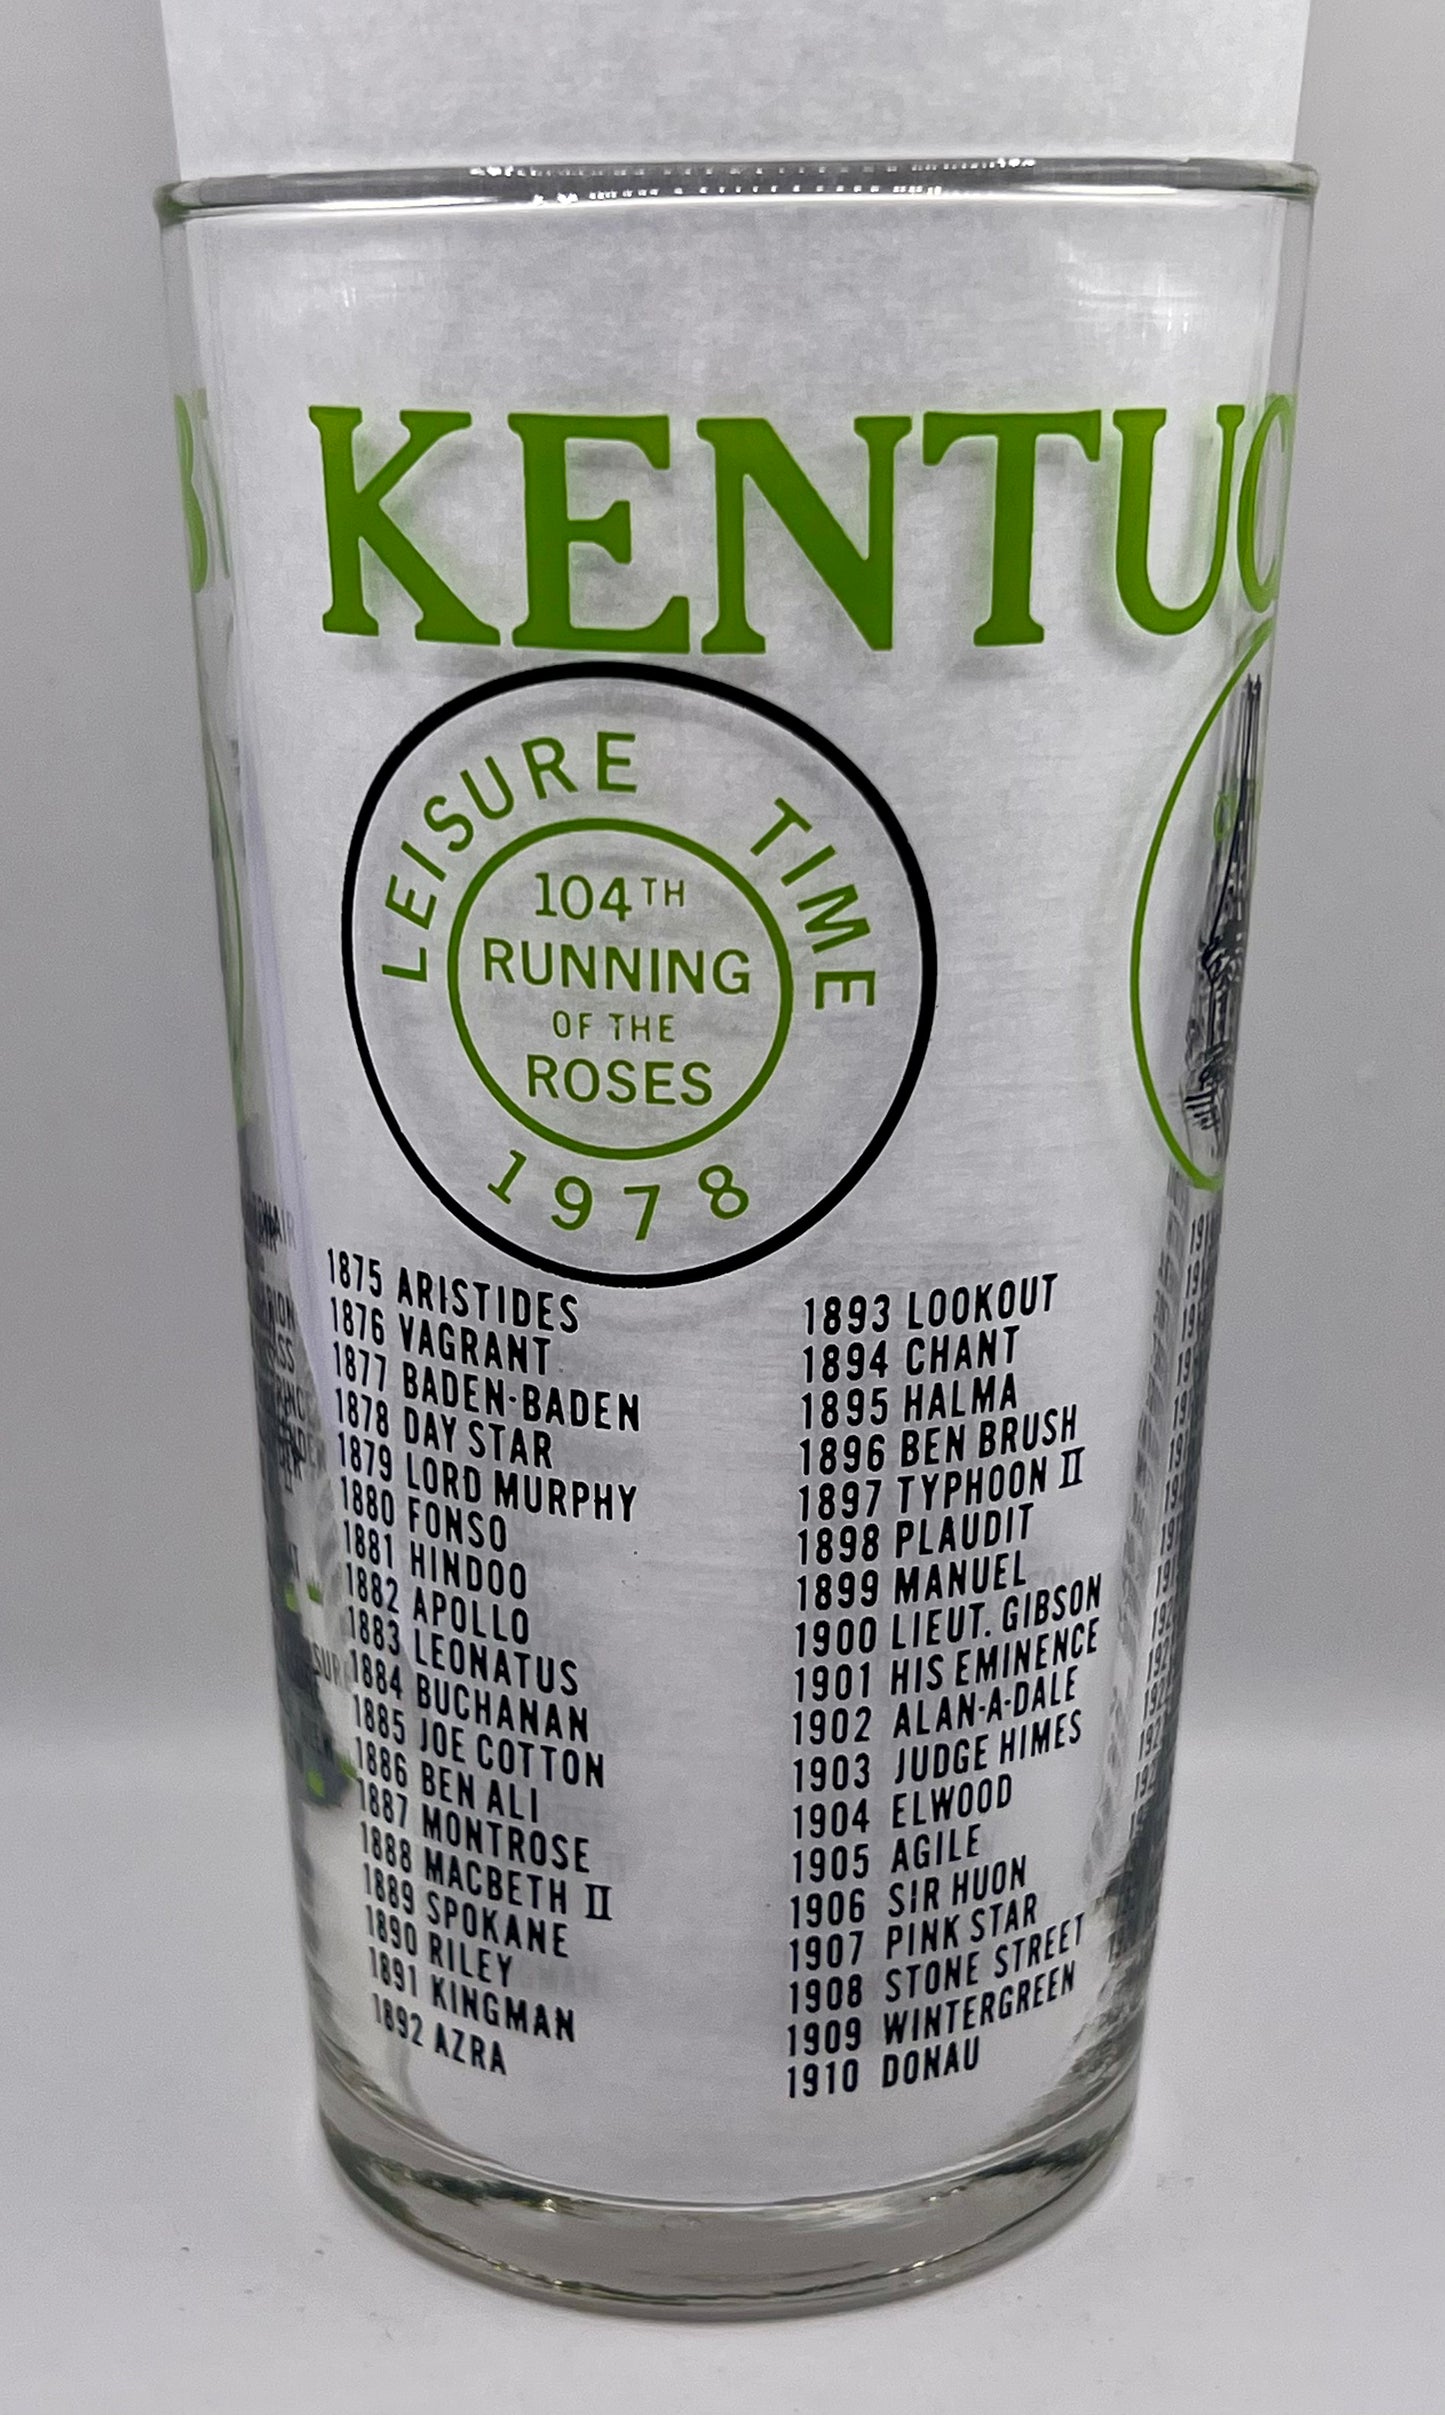 KENTUC
LEISURE TIME
104TH
RUNNING
OF THE
ROSES
1978
1875 ARISTIDES
1876 VAGRANT
1877 BADEN-BADEN
1878 DAY STAR
1879 LORD MURPHY
1880 FONSO
1881 HINDOO
1882 APOLLO
1883 LEONATUS
1884 BUCHANAN
1885 JOE COTTON
1886 BEN ALI
1887 MONTROSE
1888 MACBETH II
1889 SPOKANE
1890 RILEY
1891 KINGMAN
1892 AZRA
1893 LOOKOUT
1894 CHANT
1895 HALMA
1896 BEN BRUSH
1897 TYPHOON II
1898 PLAUDIT
1899 MANUEL
1900 LIEUT. GIBSON
1901 HIS EMINENCE
1902 ALAN-A-DALE
1903 JUDGE HIMES
1904 ELWOOD
1905 AGILE
1906 SIR HUON
1907 PINK STAR
1908 STONE STREET
1909 WINTERGREEN
1910 DONAU